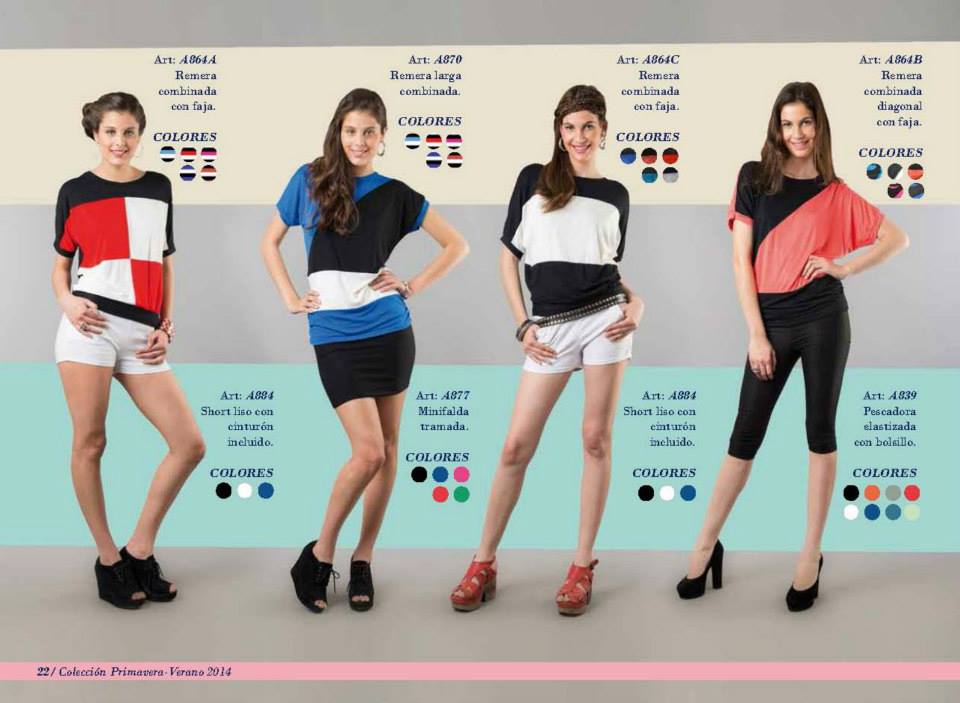 Art: A864A
Remera
combinada
con faja.
COLORES
Art: A870
Remera larga
combinada.
COLORES
Art: A864C
Remera
combinada
con faja.
COLORES
Art: A864B
Remera
combinada
diagonal
con faja.
COLORES
Art: A884
Short liso con
cinturón
incluido.
COLORES
Art: A877
Minifalda
tramada.
COLORES
Art: A884
Short liso con
cinturón
incluido.
COLORES
Art: A839
Pescadora
elastizada
con bolsillo.
COLORES
22/ Colección Primavera-Verano 2014